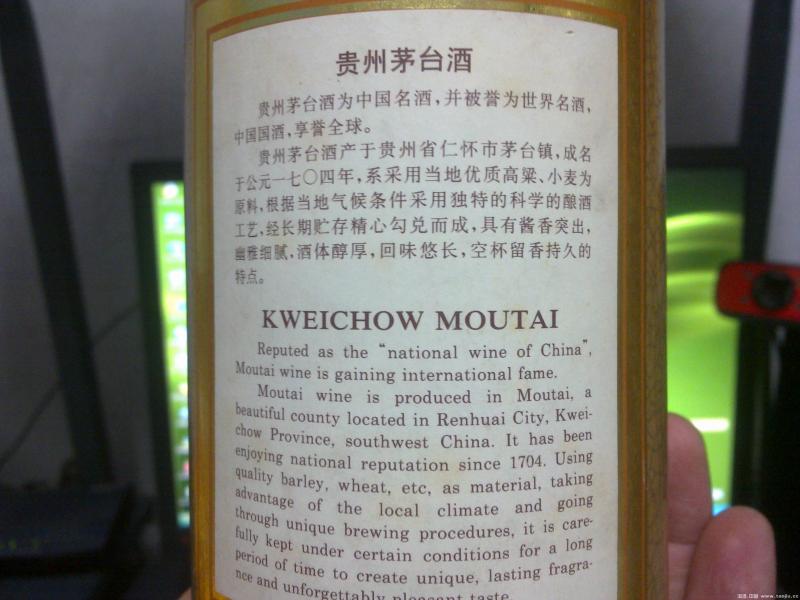 贵州茅台酒
贵州茅台酒为中国名酒，并被誉为世界名酒，
中国国酒，享誉全球。
贵州茅台酒产于贵州省仁怀市茅台镇，成名
于公元一七〇四年，系采用当地优质高粱、小麦为
原料，根据当地气候条件采用独特的科学的酿酒
工艺，经长期贮存精心勾兑而成，具有酱香突出，
幽雅细腻，酒体醇厚，回味悠长，空杯留香持久的
特点。
KWEICHOW MOUTAI
Reputed as the "national wine of China",
Moutai wine is gaining international fame.
Moutai wine is produced in Moutai, a
beautiful county located in Renhuai City, Kwei-
chow Province, southwest China. It has been
enjoying national reputation since 1704. Using
quality barley, wheat, etc, as material, taking
advantage of the local climate and going
through unique brewing procedures, it is care-
fully kept under certain conditions for a long
period of time to create unique, lasting fragra-
nce and unforgettably pleasant taste.